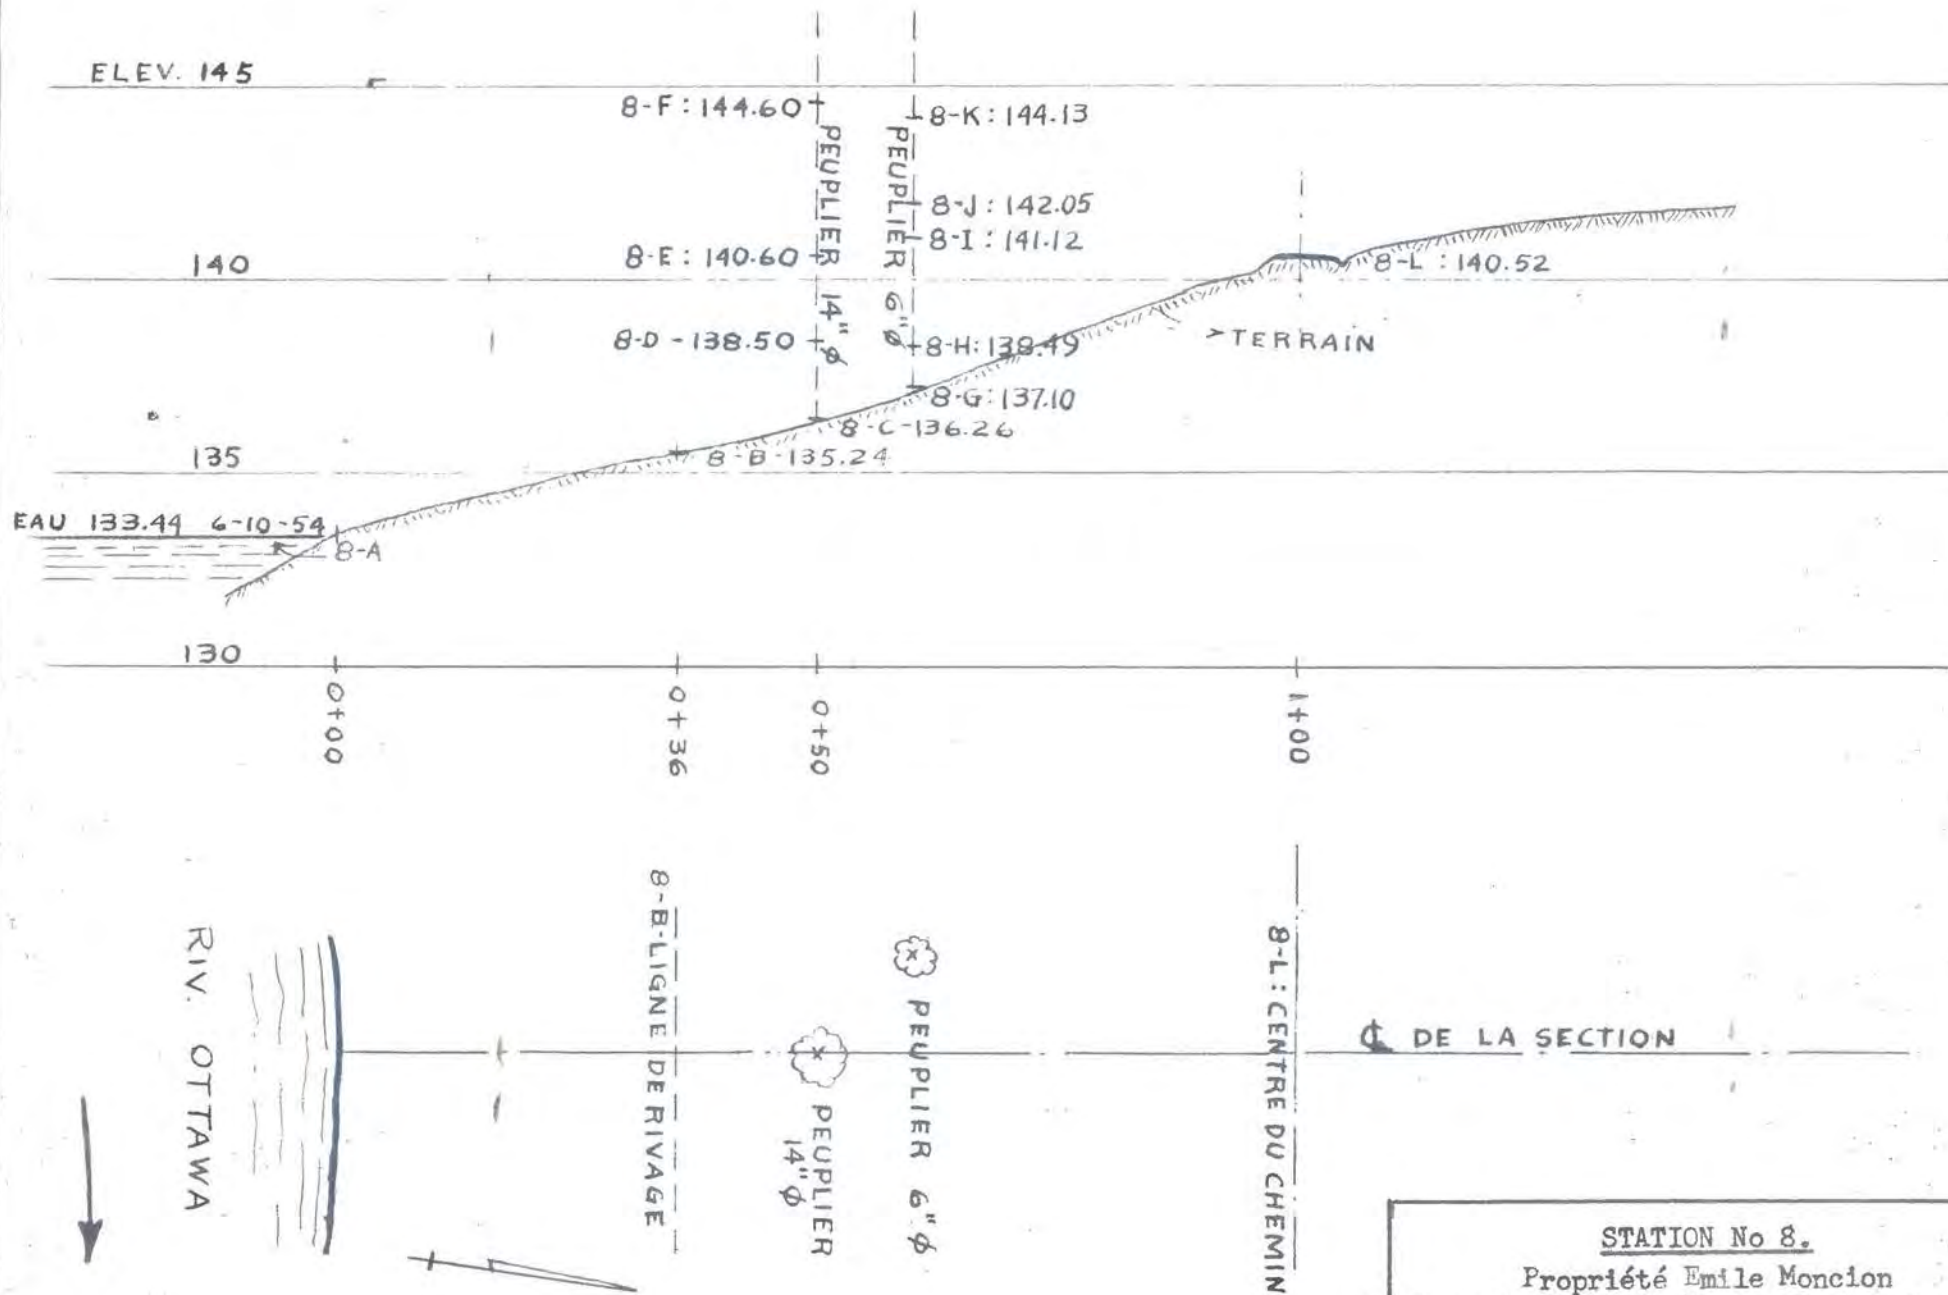 ELEV. 145
8-F: 144.60
8-K: 144.13
PEUPLIER 14" ø
PEUPLIER 6" ø
8-J: 142.05
8-I: 141.12
8-E: 140.60
140
8-L: 140.52
8-D - 138.50
8-H: 138.49
TERRAIN
8-G: 137.10
8-C-136.26
135
8-B-135.24
EAU 133.44 6-10-54
8-A
130
0+00
0+36
0+50
1+00
RIV. OTTAWA
8-B-LIGNE DE RIVAGE
PEUPLIER
14" ø
PEUPLIER 6" ø
8-L: CENTRE DU CHEMIN
℄ DE LA SECTION
STATION No 8.
Propriété Emile Moncion